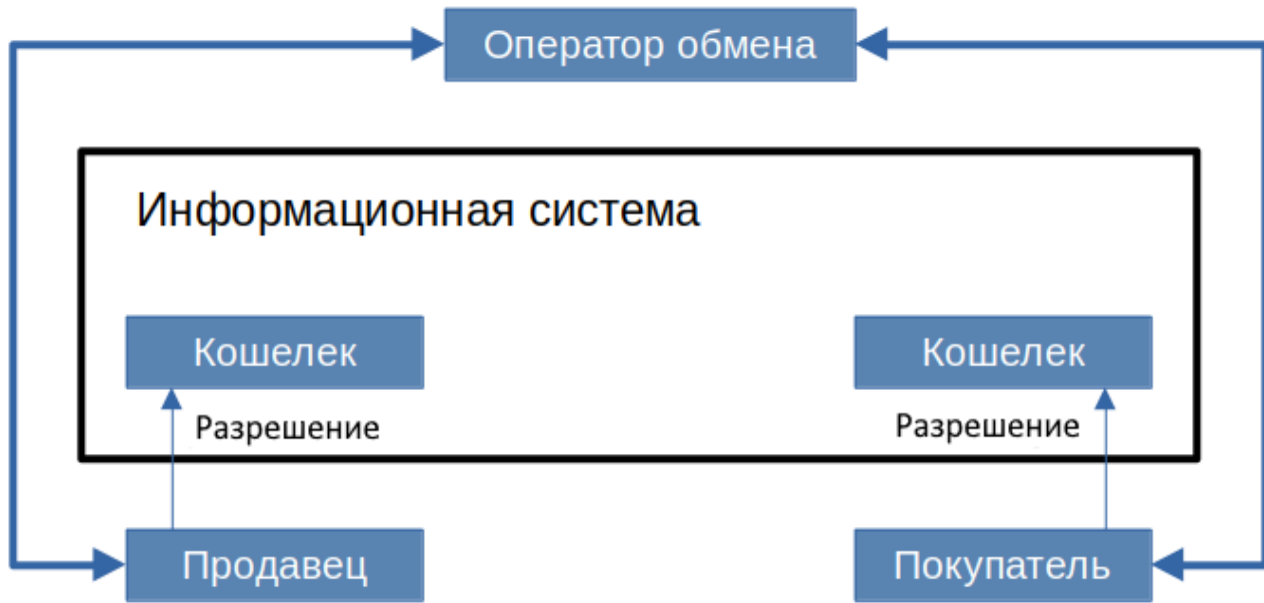 Оператор обмена
Информационная система
Кошелек
Кошелек
Разрешение
Разрешение
Продавец
Покупатель